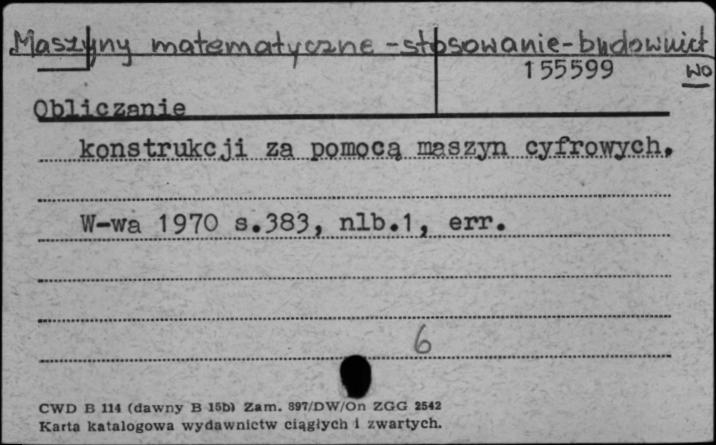 Maszyny matematyczne - stosowanie - budownict
wo
155599
Obliczanie
konstrukcji za pomocą maszyn cyfrowych.
W-wa 1970 s.383, nlb.1, err.
6
CWD B 114 (dawny B 15b) Zam. 897/DW/On ZGG 2542
Karta katalogowa wydawnictw ciągłych i zwartych.